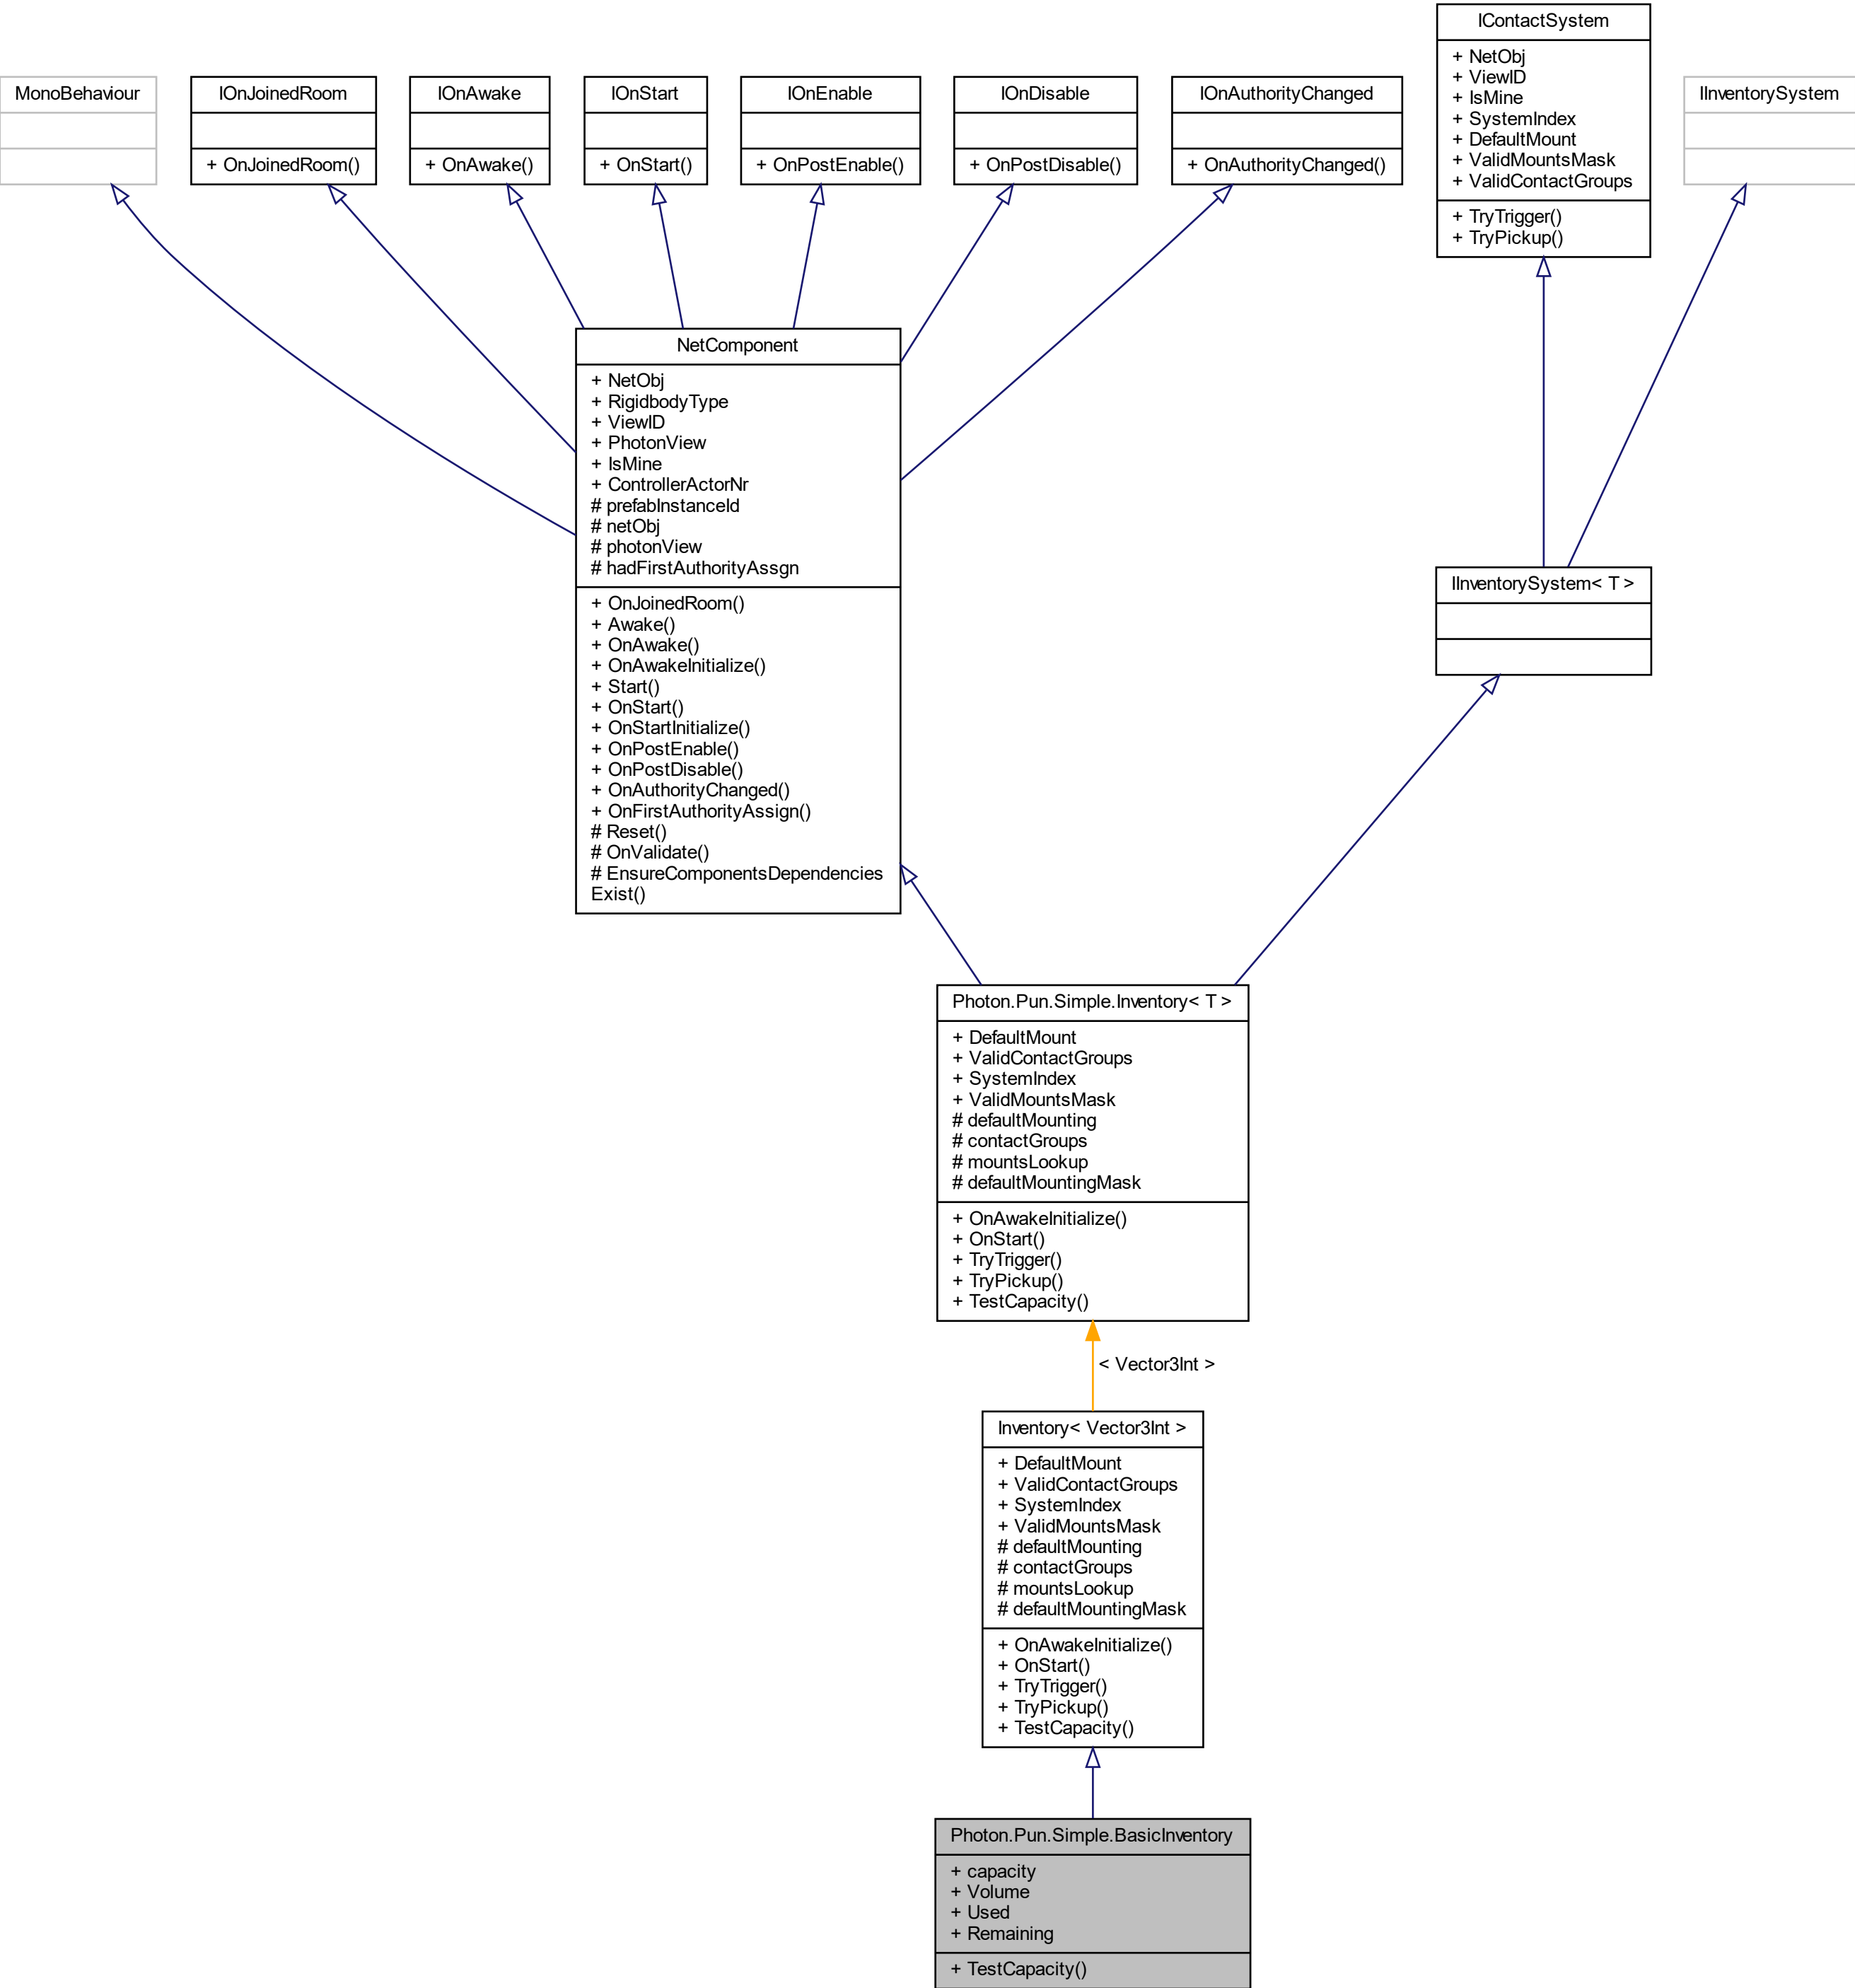 IContactSystem
+ NetObj
+ ViewID
+ IsMine
+ SystemIndex
+ DefaultMount
+ ValidMountsMask
+ ValidContactGroups
+ TryTrigger()
+ TryPickup()
MonoBehaviour
IOnJoinedRoom
+ OnJoinedRoom()
IOnAwake
+ OnAwake()
IOnStart
+ OnStart()
IOnEnable
+ OnPostEnable()
IOnDisable
+ OnPostDisable()
IOnAuthorityChanged
+ OnAuthorityChanged()
IInventorySystem
NetComponent
+ NetObj
+ RigidbodyType
+ ViewID
+ PhotonView
+ IsMine
+ ControllerActorNr
# prefabInstanceId
# netObj
# photonView
# hadFirstAuthorityAssgn
+ OnJoinedRoom()
+ Awake()
+ OnAwake()
+ OnAwakeInitialize()
+ Start()
+ OnStart()
+ OnStartInitialize()
+ OnPostEnable()
+ OnPostDisable()
+ OnAuthorityChanged()
+ OnFirstAuthorityAssign()
# Reset()
# OnValidate()
# EnsureComponentsDependencies
Exist()
IInventorySystem< T >
Photon.Pun.Simple.Inventory< T >
+ DefaultMount
+ ValidContactGroups
+ SystemIndex
+ ValidMountsMask
# defaultMounting
# contactGroups
# mountsLookup
# defaultMountingMask
+ OnAwakeInitialize()
+ OnStart()
+ TryTrigger()
+ TryPickup()
+ TestCapacity()
< Vector3Int >
Inventory< Vector3Int >
+ DefaultMount
+ ValidContactGroups
+ SystemIndex
+ ValidMountsMask
# defaultMounting
# contactGroups
# mountsLookup
# defaultMountingMask
+ OnAwakeInitialize()
+ OnStart()
+ TryTrigger()
+ TryPickup()
+ TestCapacity()
Photon.Pun.Simple.BasicInventory
+ capacity
+ Volume
+ Used
+ Remaining
+ TestCapacity()